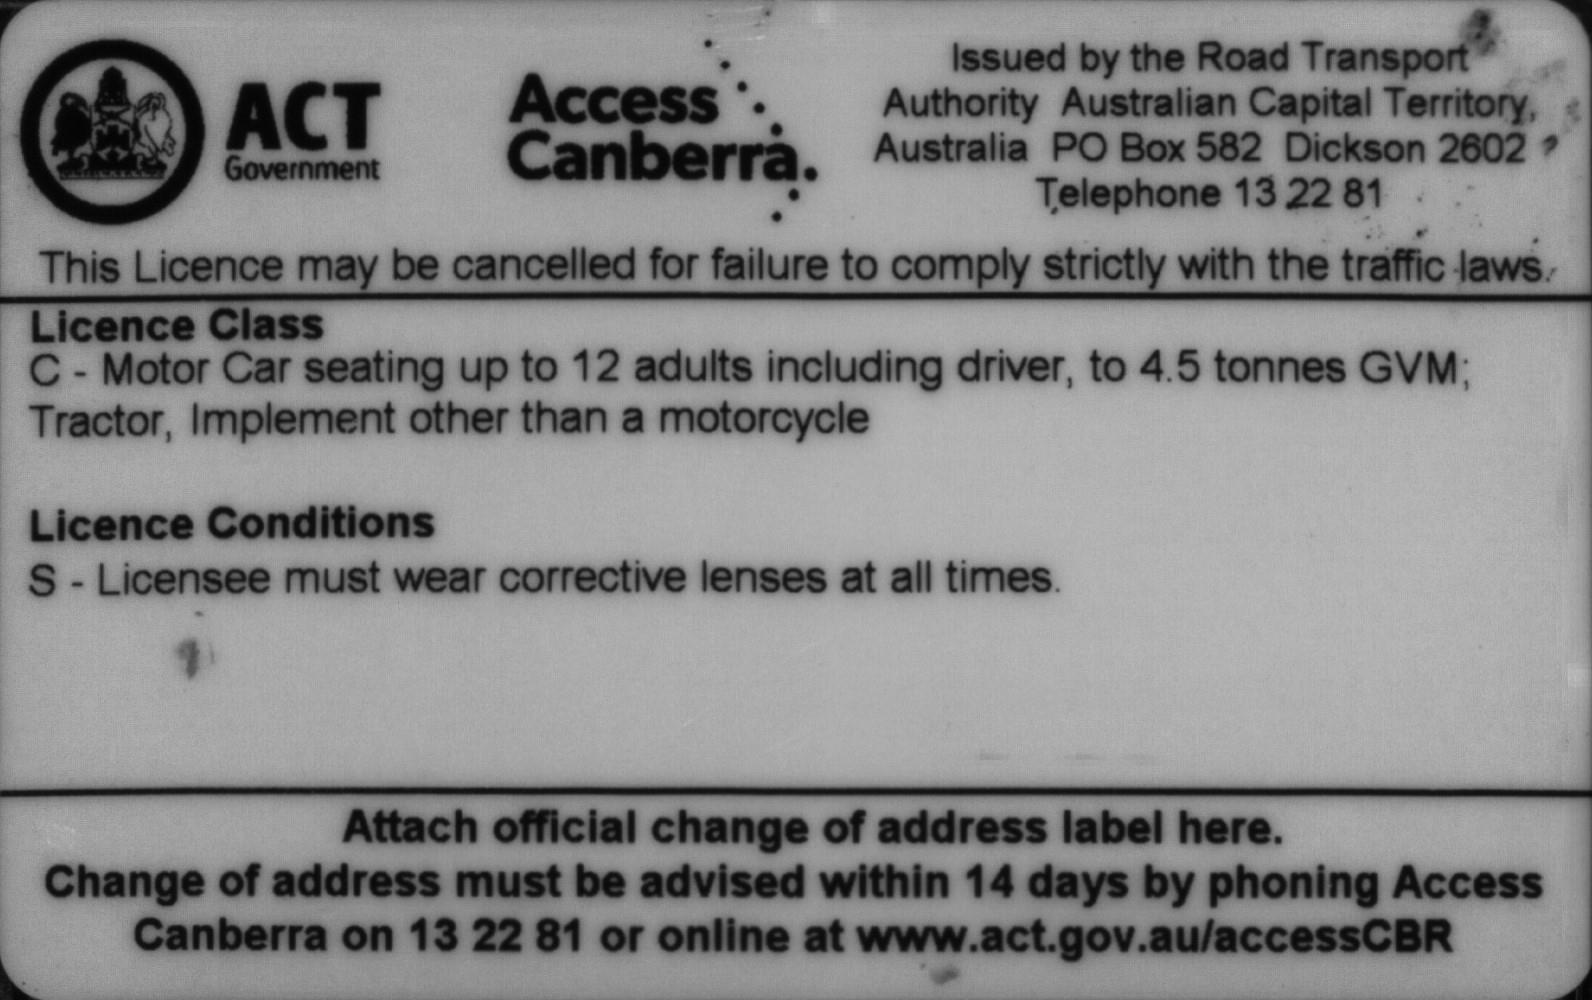 ACT
Government
Access
Canberra.
Issued by the Road Transport
Authority Australian Capital Territory,
Australia PO Box 582 Dickson 2602
Telephone 13 22 81
This Licence may be cancelled for failure to comply strictly with the traffic laws.
Licence Class
C - Motor Car seating up to 12 adults including driver, to 4.5 tonnes GVM;
Tractor, Implement other than a motorcycle
Licence Conditions
S - Licensee must wear corrective lenses at all times.
Attach official change of address label here.
Change of address must be advised within 14 days by phoning Access
Canberra on 13 22 81 or online at www.act.gov.au/accessCBR